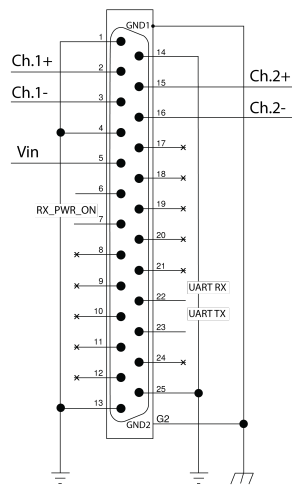 GND1
1
14
Ch.1+
2
15
Ch.2+
Ch.1-
3
16
Ch.2-
4
17
Vin
5
18
6
19
RX_PWR_ON
7
20
8
21
9
UART RX
22
10
UART TX
23
11
24
12
25
13
GND2
G2